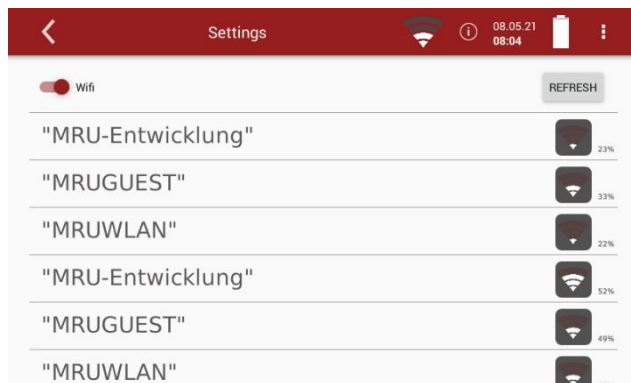 Settings
08.05.21
08:04
Wifi
REFRESH
"MRU-Entwicklung"
23%
"MRUGUEST"
33%
"MRUWLAN"
22%
"MRU-Entwicklung"
52%
"MRUGUEST"
49%
"MRUWLAN"